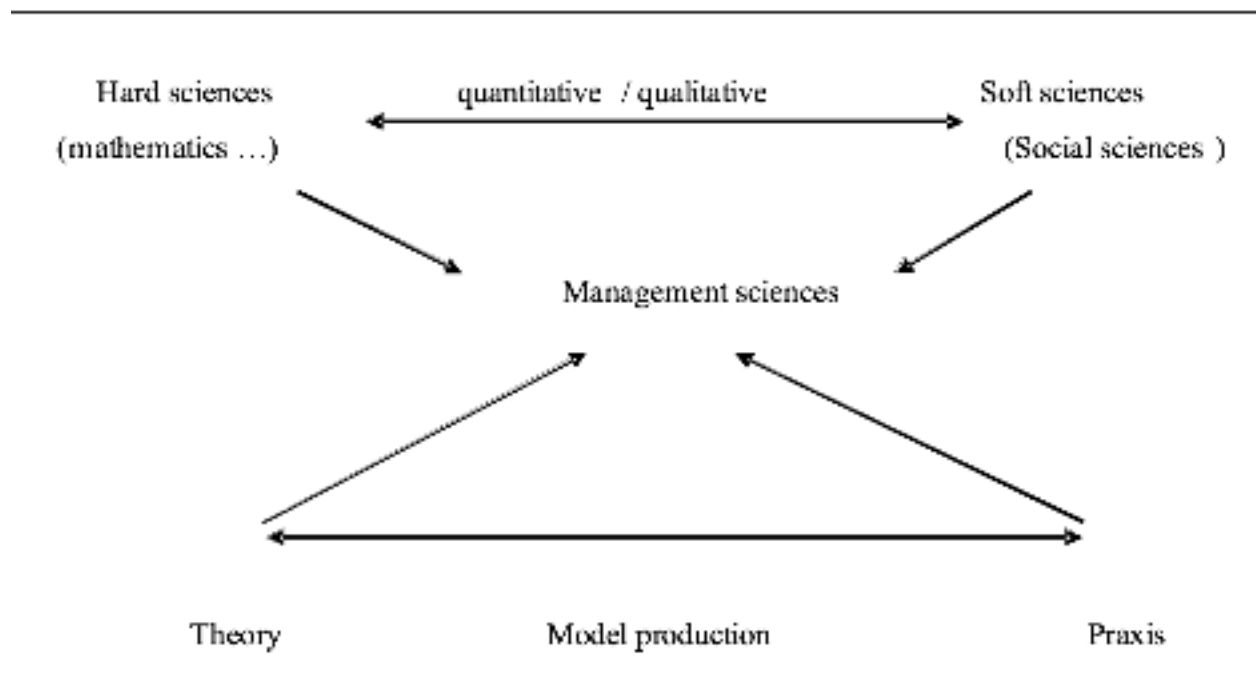 Hard sciences quantitative / qualitative Soft sciences
(mathematics …) (Social sciences )
Management sciences
Theory Model production Praxis